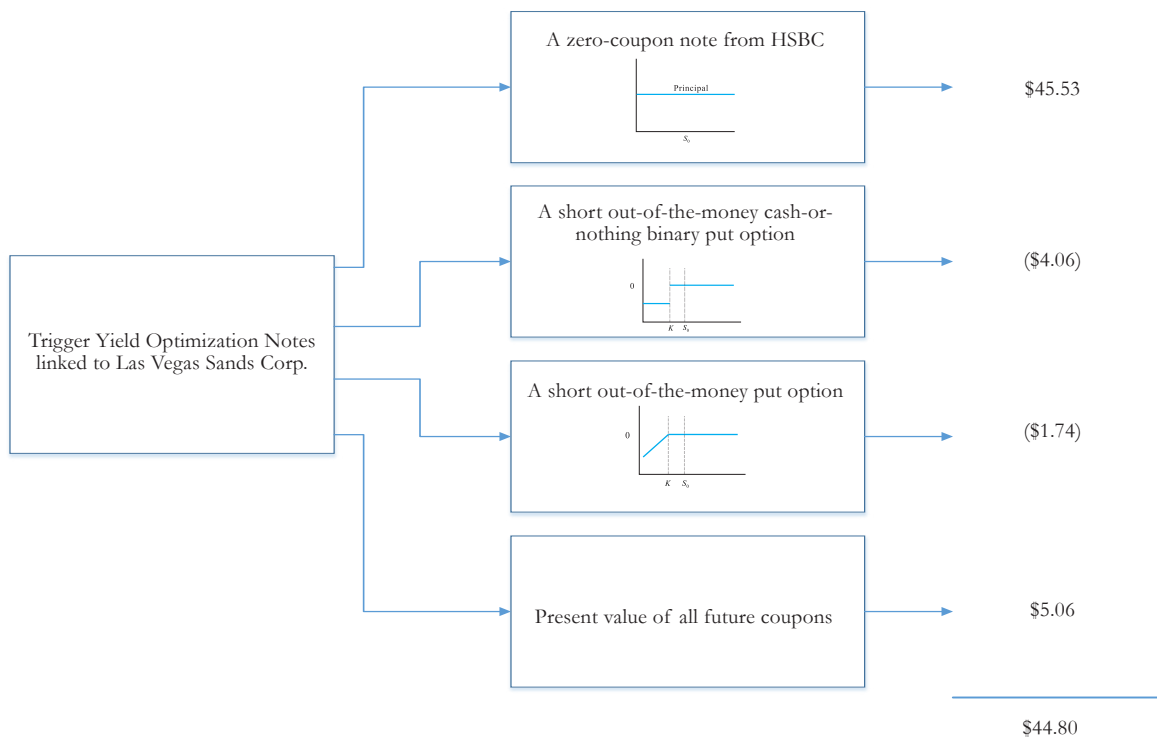 A zero-coupon note from HSBC
Principal
S₀
$45.53
A short out-of-the-money cash-or-
nothing binary put option
0
K
S₀
($4.06)
Trigger Yield Optimization Notes
linked to Las Vegas Sands Corp.
A short out-of-the-money put option
0
K
S₀
($1.74)
Present value of all future coupons
$5.06
$44.80